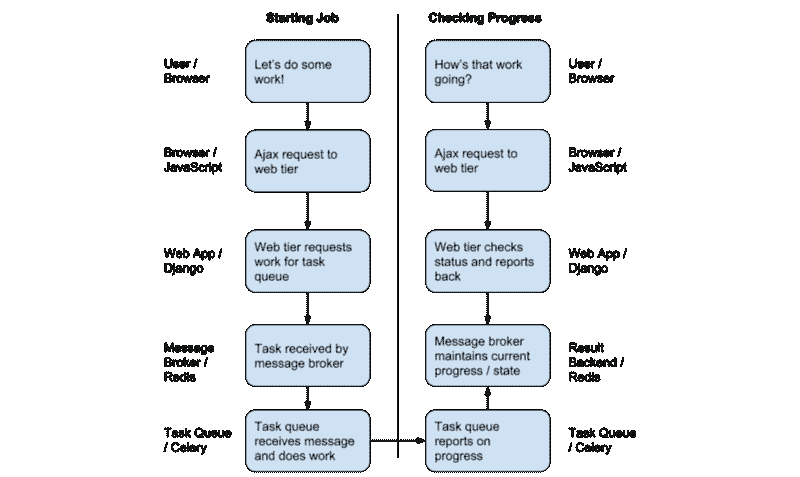 Starting Job
Checking Progress
User /
Browser
Let's do some
work!
How's that work
going?
User /
Browser
Browser /
JavaScript
Ajax request to
web tier
Ajax request to
web tier
Browser /
JavaScript
Web App /
Django
Web tier requests
work for task
queue
Web tier checks
status and reports
back
Web App /
Django
Message
Broker /
Redis
Task received by
message broker
Message broker
maintains current
progress / state
Result
Backend /
Redis
Task Queue
/ Celery
Task queue
receives message
and does work
Task queue
reports on
progress
Task Queue
/ Celery